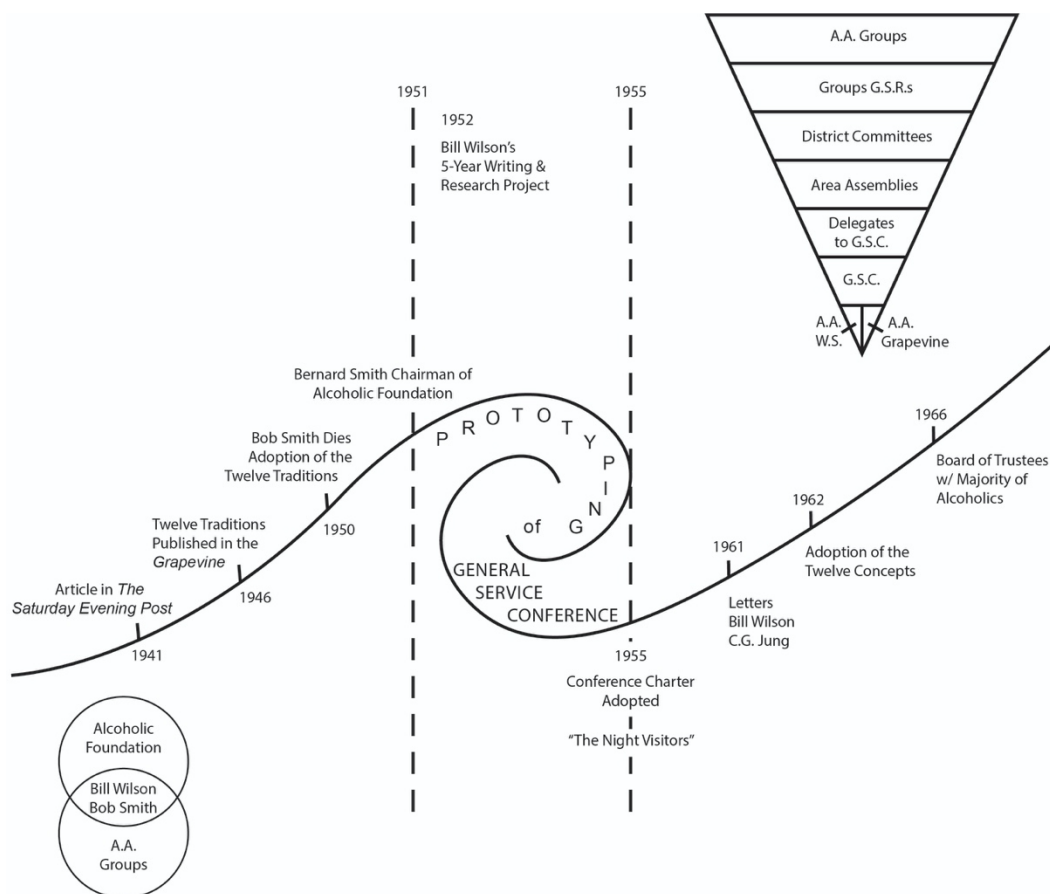 A.A. Groups
Groups G.S.R.s
District Committees
Area Assemblies
Delegates
to G.S.C.
G.S.C.
A.A.
W.S.
A.A.
Grapevine
1951
1955
1952
Bill Wilson’s
5-Year Writing &
Research Project
Bernard Smith Chairman of
Alcoholic Foundation
Bob Smith Dies
Adoption of the
Twelve Traditions
1950
Twelve Traditions
Published in the
Grapevine
1946
Article in The
Saturday Evening Post
1941
PROTOTYPING
of
GENERAL
SERVICE
CONFERENCE
1955
Conference Charter
Adopted
“The Night Visitors”
1961
Letters
Bill Wilson
C.G. Jung
1962
Adoption of the
Twelve Concepts
1966
Board of Trustees
w/ Majority of
Alcoholics
Alcoholic
Foundation
Bill Wilson
Bob Smith
A.A.
Groups